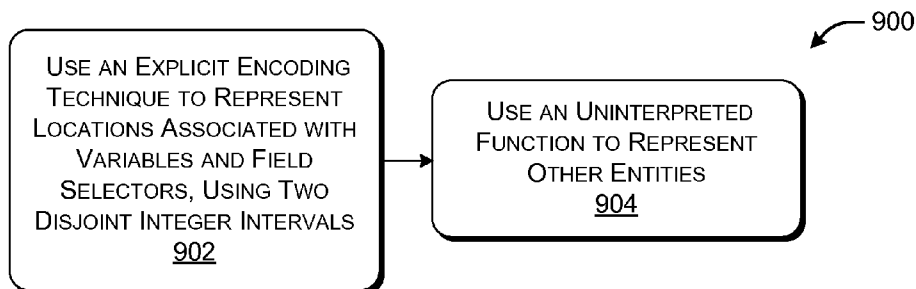 900
USE AN EXPLICIT ENCODING
TECHNIQUE TO REPRESENT
LOCATIONS ASSOCIATED WITH
VARIABLES AND FIELD
SELECTORS, USING TWO
DISJOINT INTEGER INTERVALS
902
USE AN UNINTERPRETED
FUNCTION TO REPRESENT
OTHER ENTITIES
904